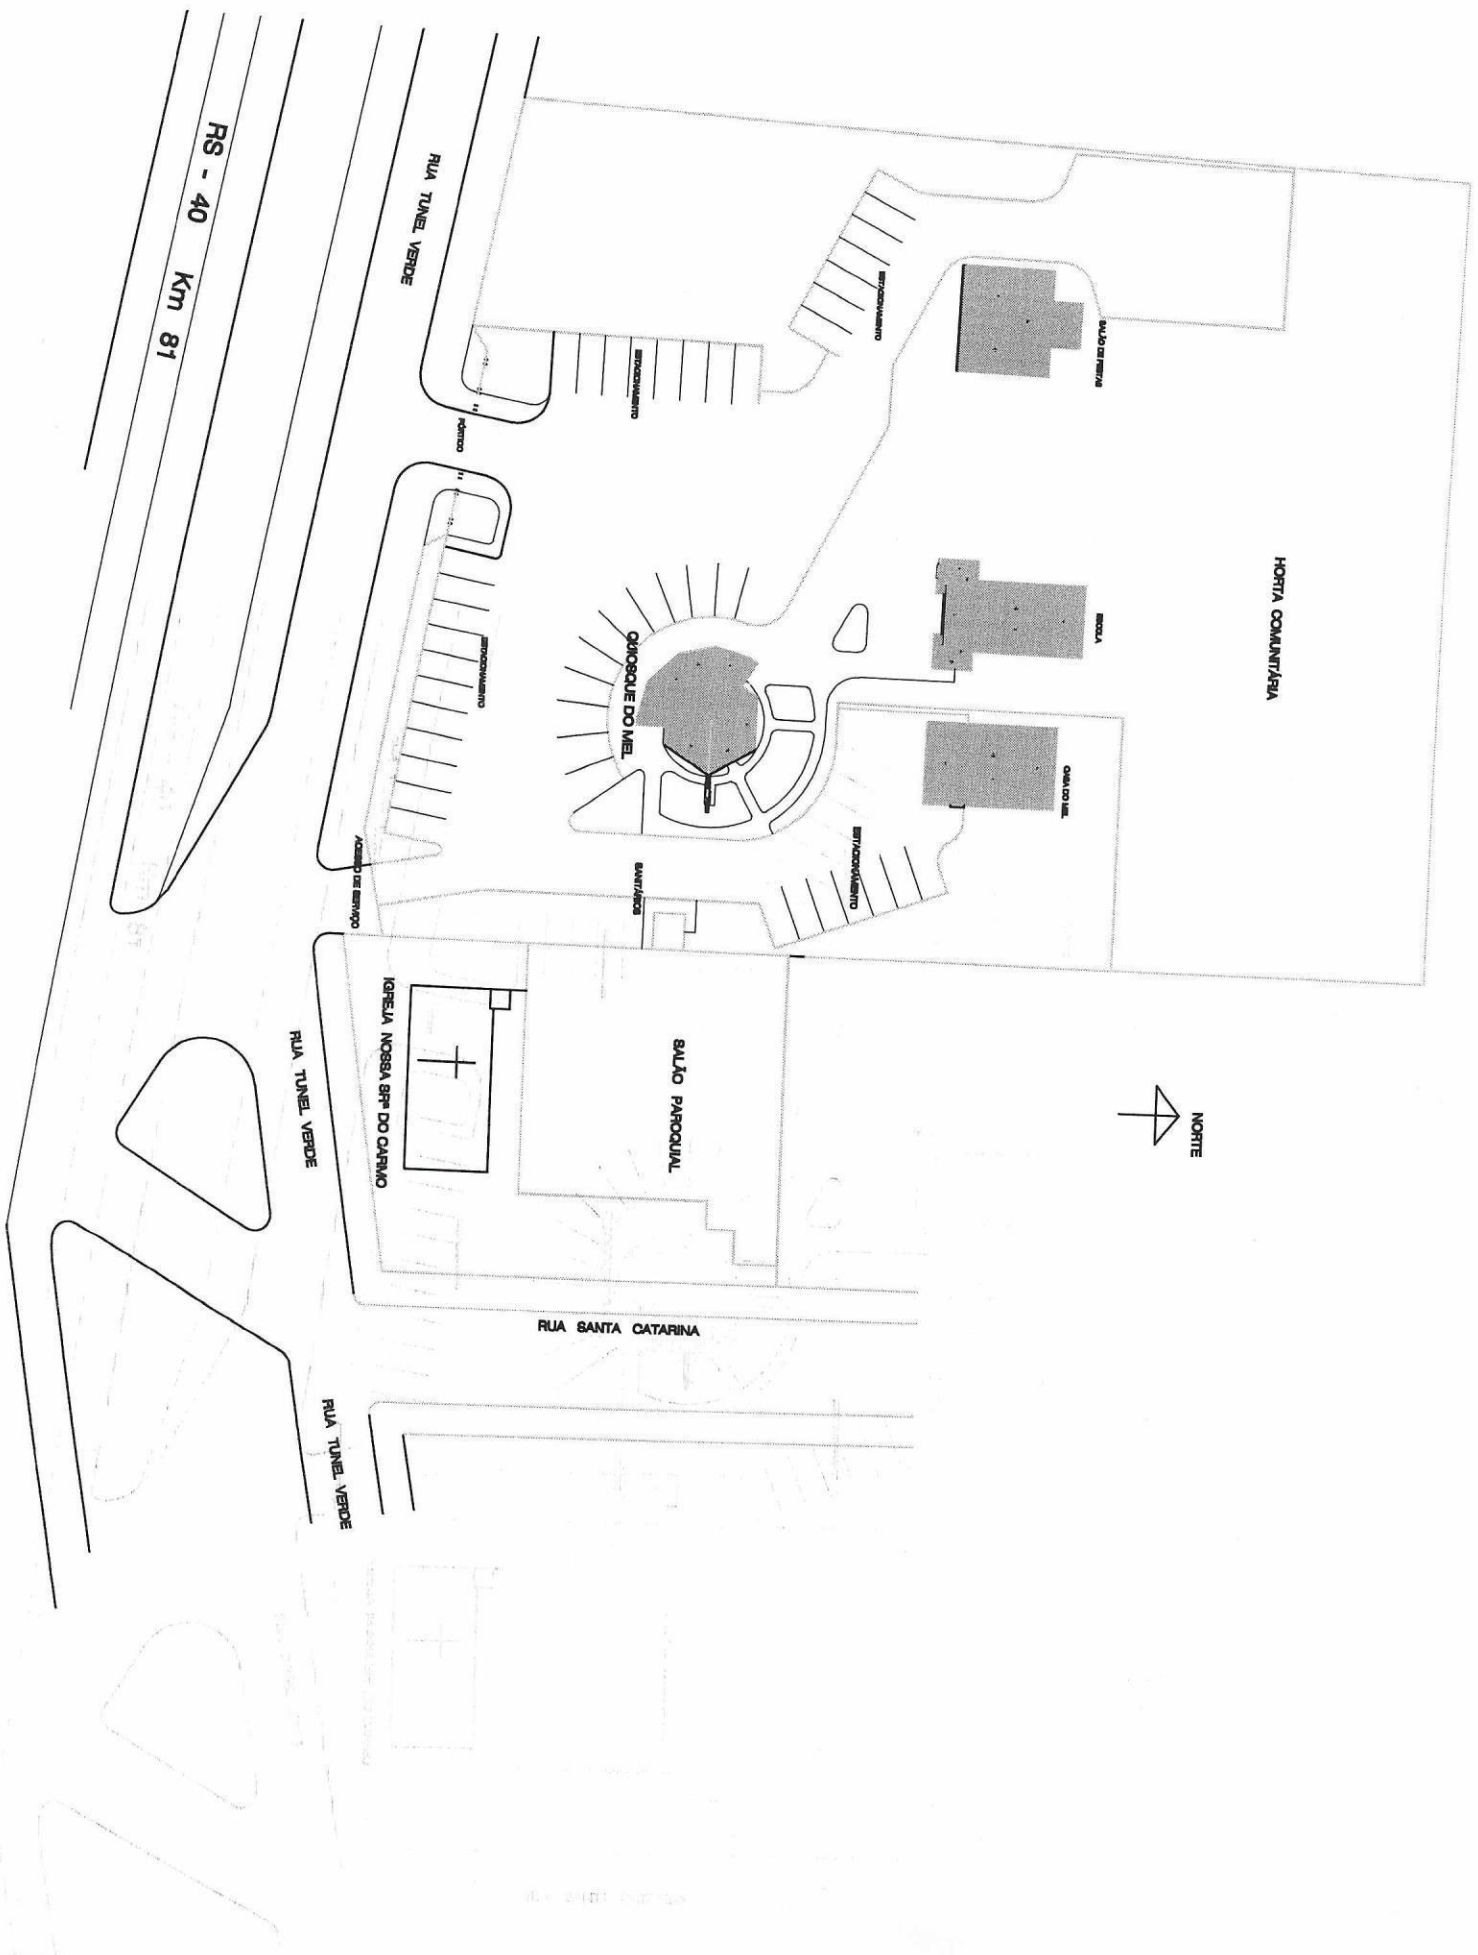 HORTA COMUNITÁRIA
NORTE
SALÃO DE FESTAS
ESCOLA
CASA DO MEL
ESTACIONAMENTO
ESTACIONAMENTO
QUIOSQUE DO MEL
SANITÁRIOS
SALÃO PAROQUIAL
ESTACIONAMENTO
RUA SANTA CATARINA
PÓRTICO
ESTACIONAMENTO
RUA TUNEL VERDE
IGREJA NOSSA SRª DO CARMO
ACESSO DE SERVIÇO
RUA TUNEL VERDE
RUA TUNEL VERDE
RS - 40 Km 81